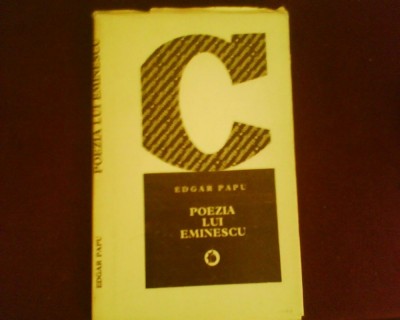 C
EDGAR PAPU
POEZIA
LUI
EMINESCU
EDGAR PAPU
POEZIA LUI EMINESCU